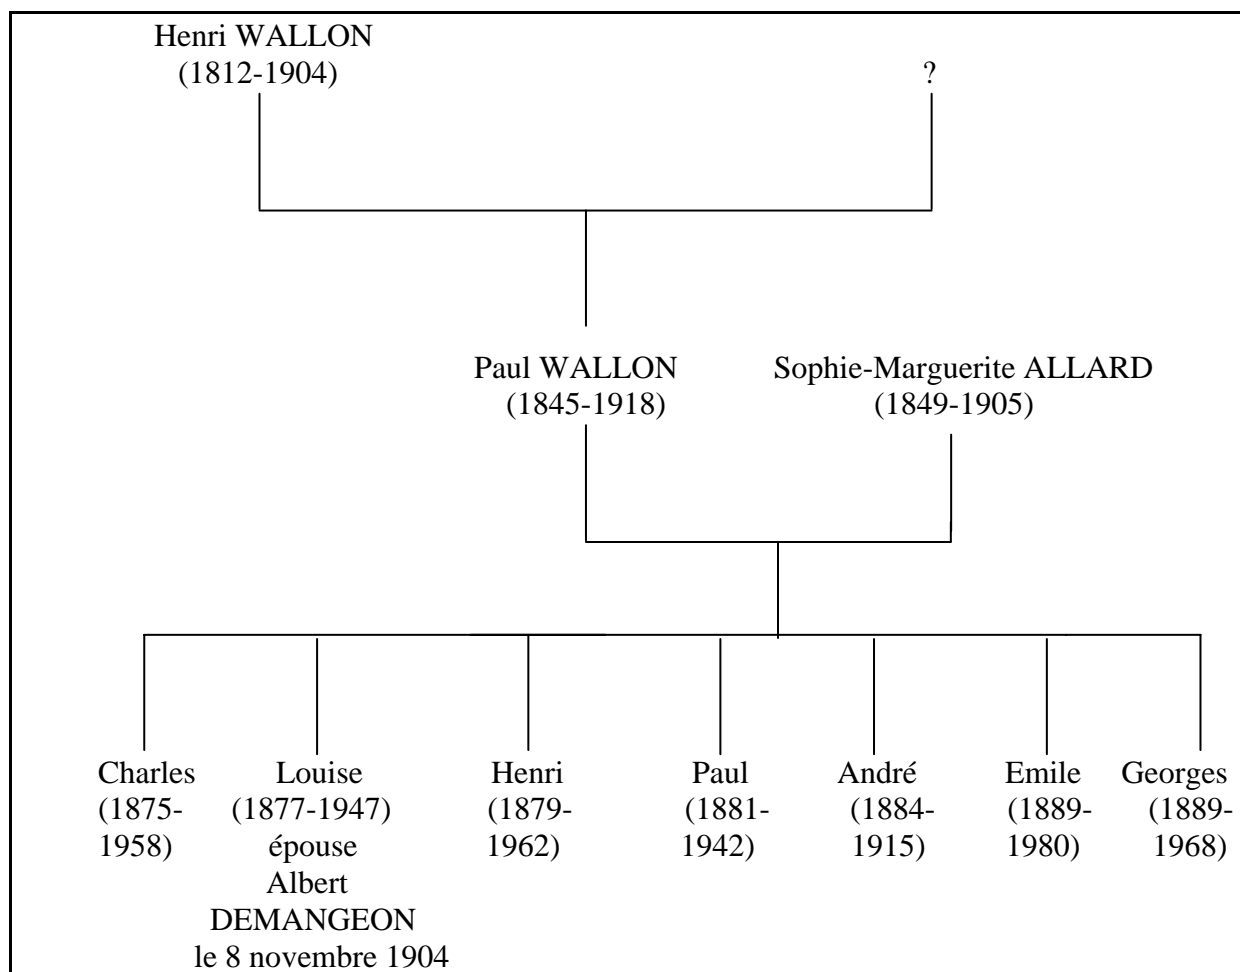 Henri WALLON
(1812-1904)
?
Paul WALLON
(1845-1918)
Sophie-Marguerite ALLARD
(1849-1905)
Charles
(1875-
1958)
Louise
(1877-1947)
épouse
Albert
DEMANGEON
le 8 novembre 1904
Henri
(1879-
1962)
Paul
(1881-
1942)
André
(1884-
1915)
Emile
(1889-
1980)
Georges
(1889-
1968)